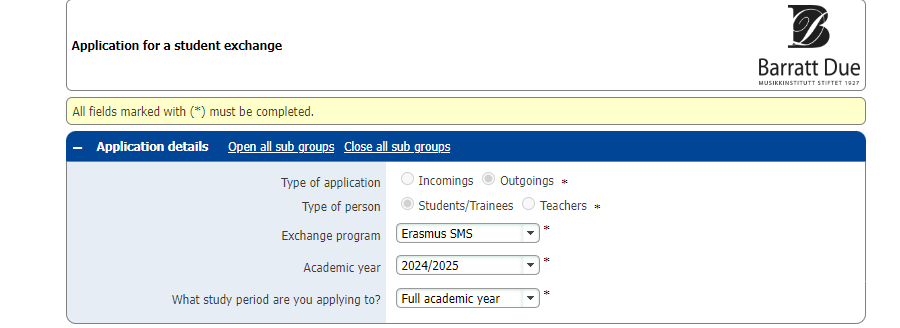 Application for a student exchange
B
Barratt Due
MUSIKKINSTITUTT STIFTET 1927
All fields marked with (*) must be completed.
Application details Open all sub groups Close all sub groups
Type of application Incomings Outgoings *
Type of person Students/Trainees Teachers *
Exchange program Erasmus SMS *
Academic year 2024/2025 *
What study period are you applying to? Full academic year *